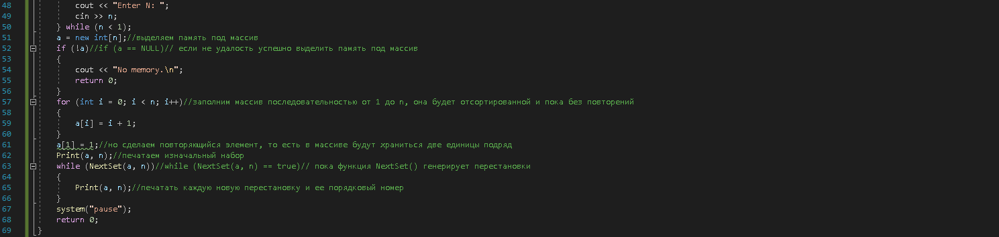 48 cout << "Enter N: ";
49 cin >> n;
50 } while (n < 1);
51 a = new int[n];//выделяем память под массив
52 if (!a)//if (a == NULL)// если не удалость успешно выделить память под массив
53 {
54 cout << "No memory.\n";
55 return 0;
56 }
57 for (int i = 0; i < n; i++)//заполним массив последовательностью от 1 до n, она будет отсортированной и пока без повторений
58 {
59 a[i] = i + 1;
60 }
61 a[1] = 1;//но сделаем повторяющийся элемент, то есть в массиве будут храниться две единицы подряд
62 Print(a, n);//печатаем изначальный набор
63 while (NextSet(a, n))//while (NextSet(a, n) == true)// пока функция NextSet() генерирует перестановки
64 {
65 Print(a, n);//печатать каждую новую перестановку и ее порядковый номер
66 }
67 system("pause");
68 return 0;
69 }